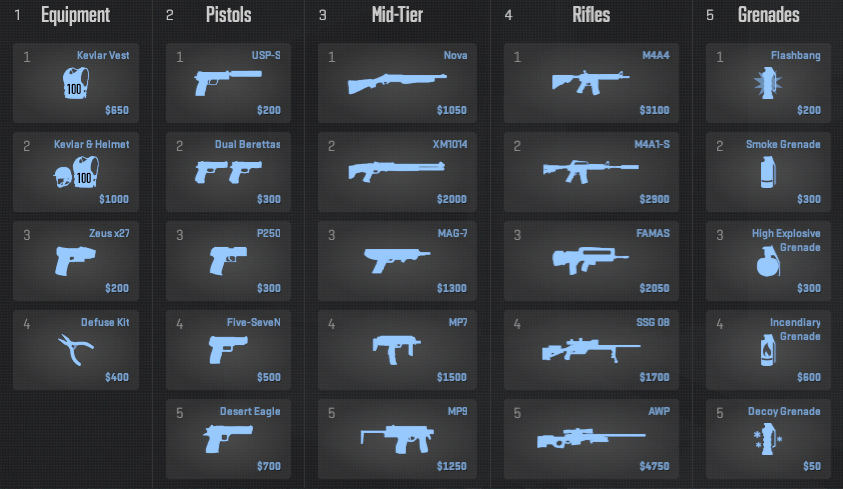 1 Equipment
1
Kevlar Vest
100
$650
2
Kevlar & Helmet
100
$1000
3
Zeus x27
$200
4
Defuse Kit
$400
2 Pistols
1
USP-S
$200
2
Dual Berettas
$300
3
P250
$300
4
Five-SeveN
$500
5
Desert Eagle
$700
3 Mid-Tier
1
Nova
$1050
2
XM1014
$2000
3
MAG-7
$1300
4
MP7
$1500
5
MP9
$1250
4 Rifles
1
M4A4
$3100
2
M4A1-S
$2900
3
FAMAS
$2050
4
SSG 08
$1700
5
AWP
$4750
5 Grenades
1
Flashbang
$200
2
Smoke Grenade
$300
3
High Explosive
Grenade
$300
4
Incendiary
Grenade
$600
5
Decoy Grenade
$50